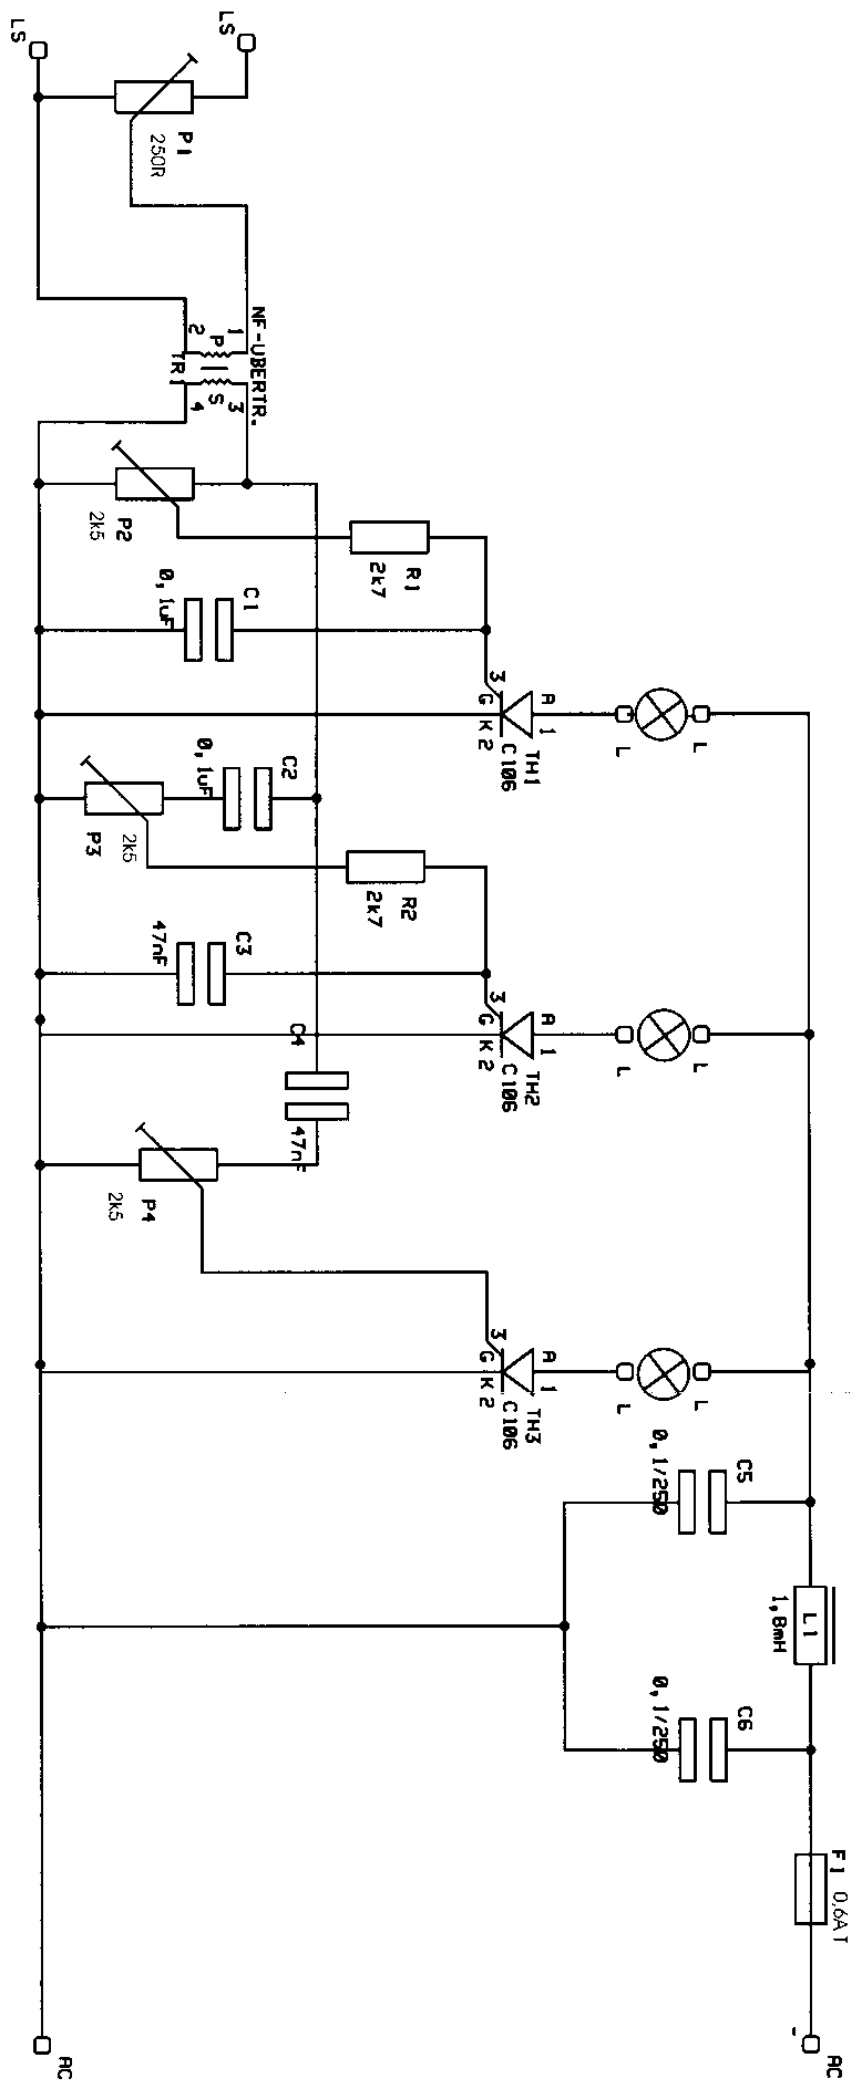 LS
LS
P1
250R
NF-UBERTR.
1
2
P
S
TR1
3
4
P2
2k5
R1
2k7
C1
0,1uF
3
G
K 2
A
1
TH1
C106
L
L
C2
0,1uF
P3
2k5
R2
2k7
C3
47nF
3
G
K 2
A
1
TH2
C106
L
L
C4
47nF
P4
2k5
3
G
K 2
A
1
TH3
C106
L
L
C5
0,1/250
L1
1,8mH
C6
0,1/250
F1 0,6AT
AC
AC